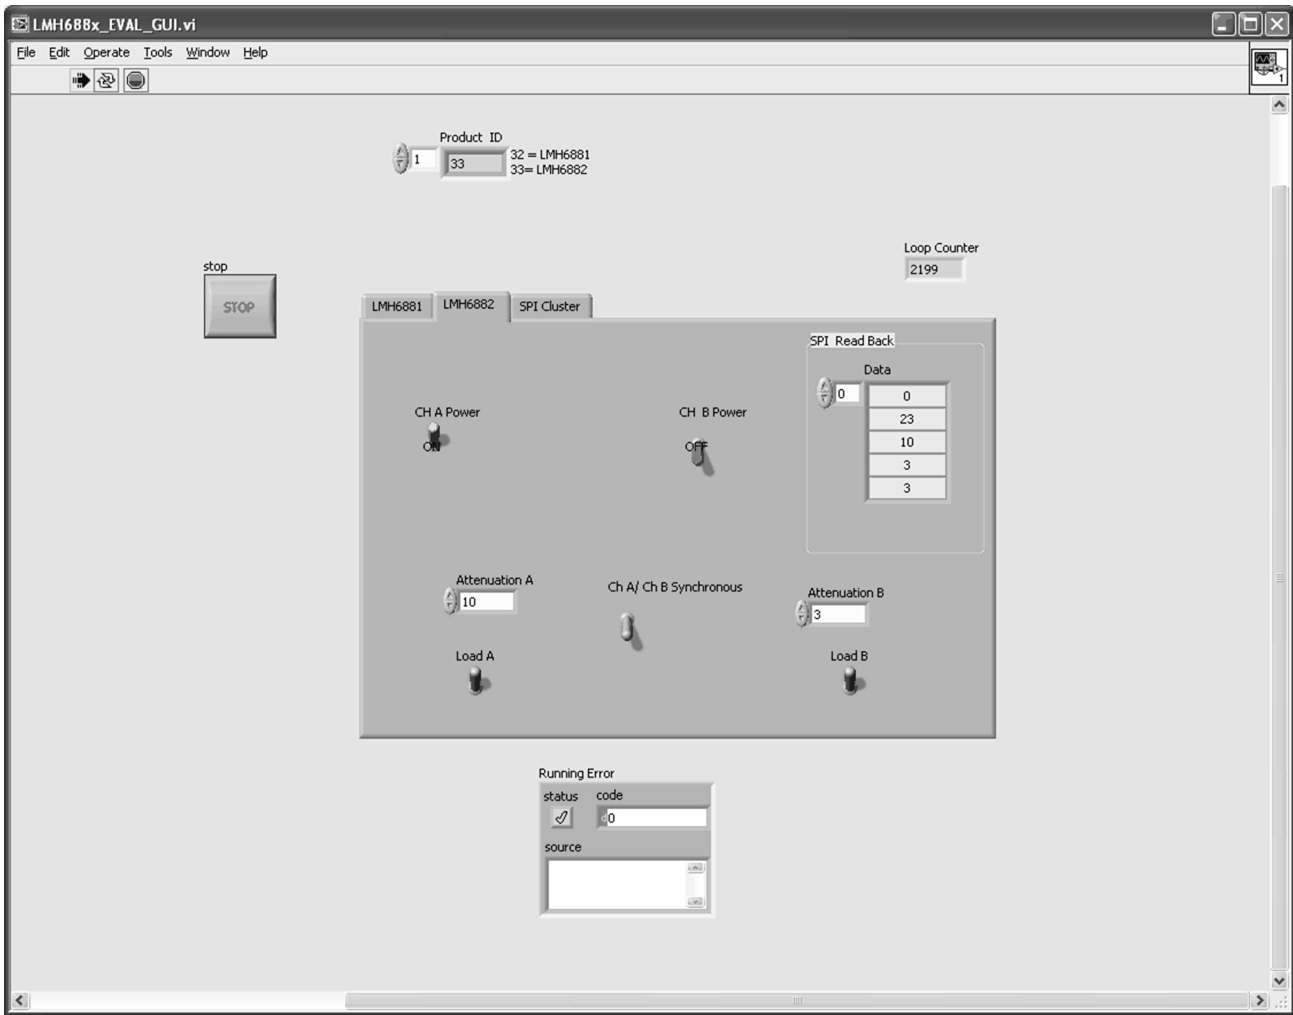 LMH688x_EVAL_GUI.vi
File Edit Operate Tools Window Help
1
Product ID
1 33 32 = LMH6881
33= LMH6882
Loop Counter
2199
stop
STOP
LMH6881 LMH6882 SPI Cluster
SPI Read Back
Data
0 0
23
10
3
3
CH A Power
ON
CH B Power
OFF
Attenuation A
10
Ch A/ Ch B Synchronous
Attenuation B
3
Load A
Load B
Running Error
status code
0
source